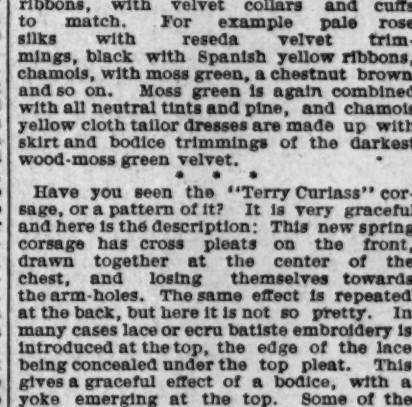 ribbons, with velvet collars and cuffs
to match. For example pale rose
silks with reseda velvet trim-
mings, black with Spanish yellow ribbons,
chamois, with moss green, a chestnut brown
and so on. Moss green is again combined
with all neutral tints and pine, and chamois
yellow cloth tailor dresses are made up with
skirt and bodice trimmings of the darkest
wood-moss green velvet.
* * *
Have you seen the "Terry Curiass" cor-
sage, or a pattern of it? It is very graceful
and here is the description: This new spring
corsage has cross pleats on the front,
drawn together at the center of the
chest, and losing themselves towards
the arm-holes. The same effect is repeated
at the back, but here it is not so pretty. In
many cases lace or ecru batiste embroidery is
introduced at the top, the edge of the lace
being concealed under the top pleat. This
gives a graceful effect of a bodice, with a
yoke emerging at the top. Some of the